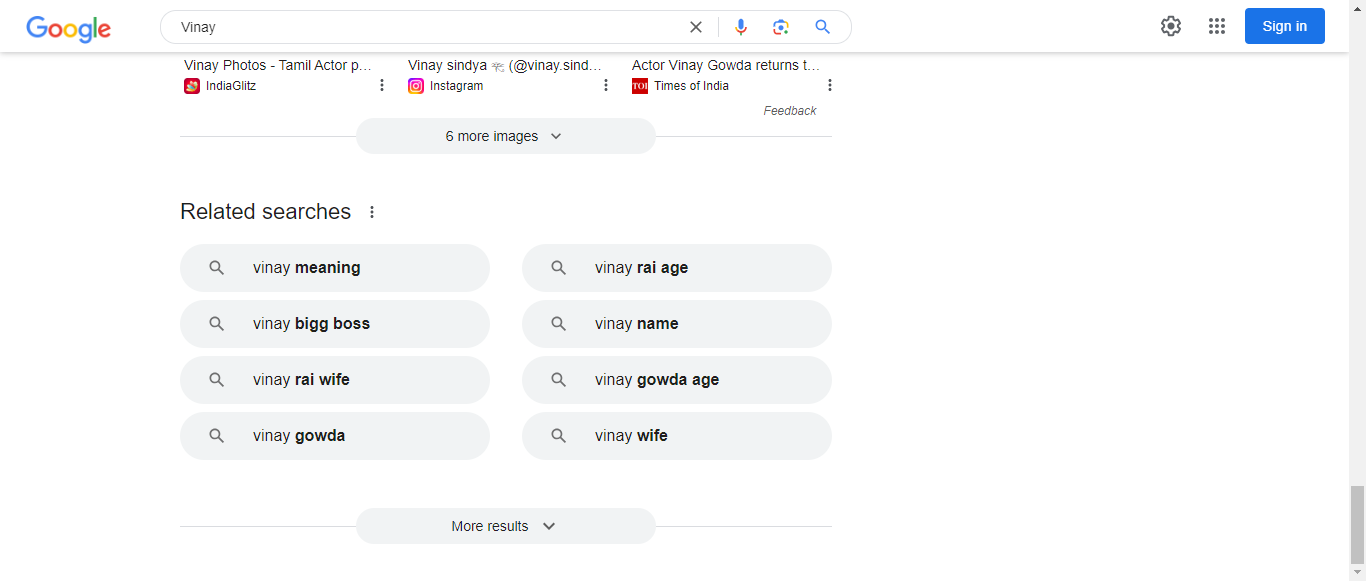 Google
Vinay
Sign in
Vinay Photos - Tamil Actor p... Vinay sindya (@vinay.sind... Actor Vinay Gowda returns t...
IndiaGlitz Instagram TOI Times of India
Feedback
6 more images
Related searches
vinay meaning vinay rai age
vinay bigg boss vinay name
vinay rai wife vinay gowda age
vinay gowda vinay wife
More results